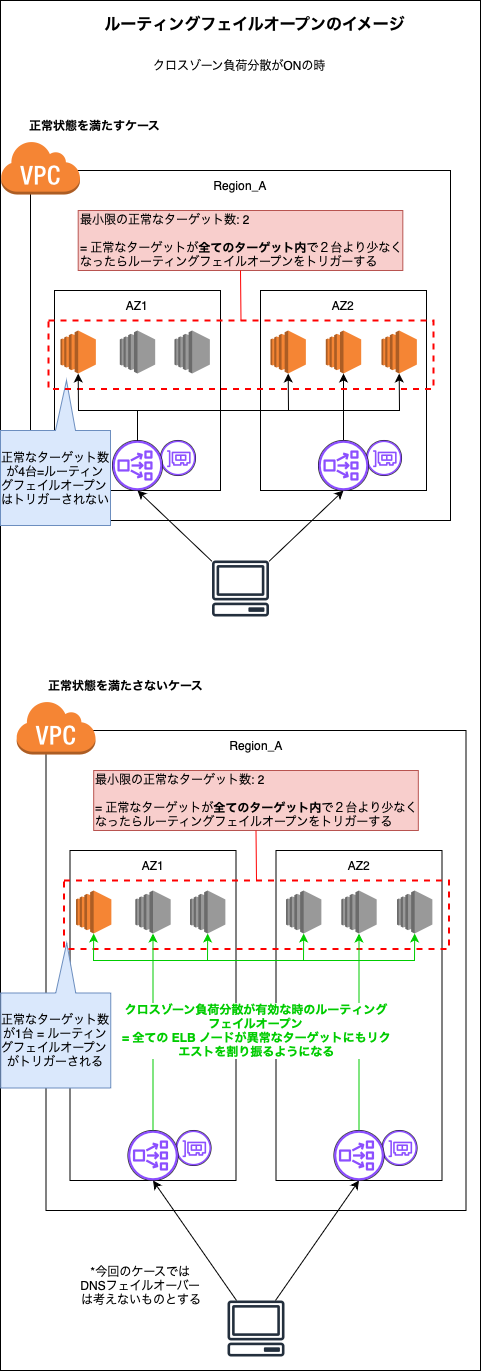 ルーティングフェイルオープンのイメージ
クロスゾーン負荷分散がONの時
正常状態を満たすケース
VPC
Region_A
最小限の正常なターゲット数: 2
= 正常なターゲットが全てのターゲット内で２台より少なく
なったらルーティングフェイルオープンをトリガーする
AZ1
AZ2
正常なターゲット数
が4台=ルーティン
グフェイルオープン
はトリガーされない
正常状態を満たさないケース
VPC
Region_A
最小限の正常なターゲット数: 2
= 正常なターゲットが全てのターゲット内で２台より少なく
なったらルーティングフェイルオープンをトリガーする
AZ1
AZ2
正常なターゲット数
が1台 = ルーティン
グフェイルオープン
がトリガーされる
クロスゾーン負荷分散が有効な時のルーティング
フェイルオープン
= 全ての ELB ノードが異常なターゲットにもリク
エストを割り振るようになる
*今回のケースでは
DNSフェイルオーバー
は考えないものとする